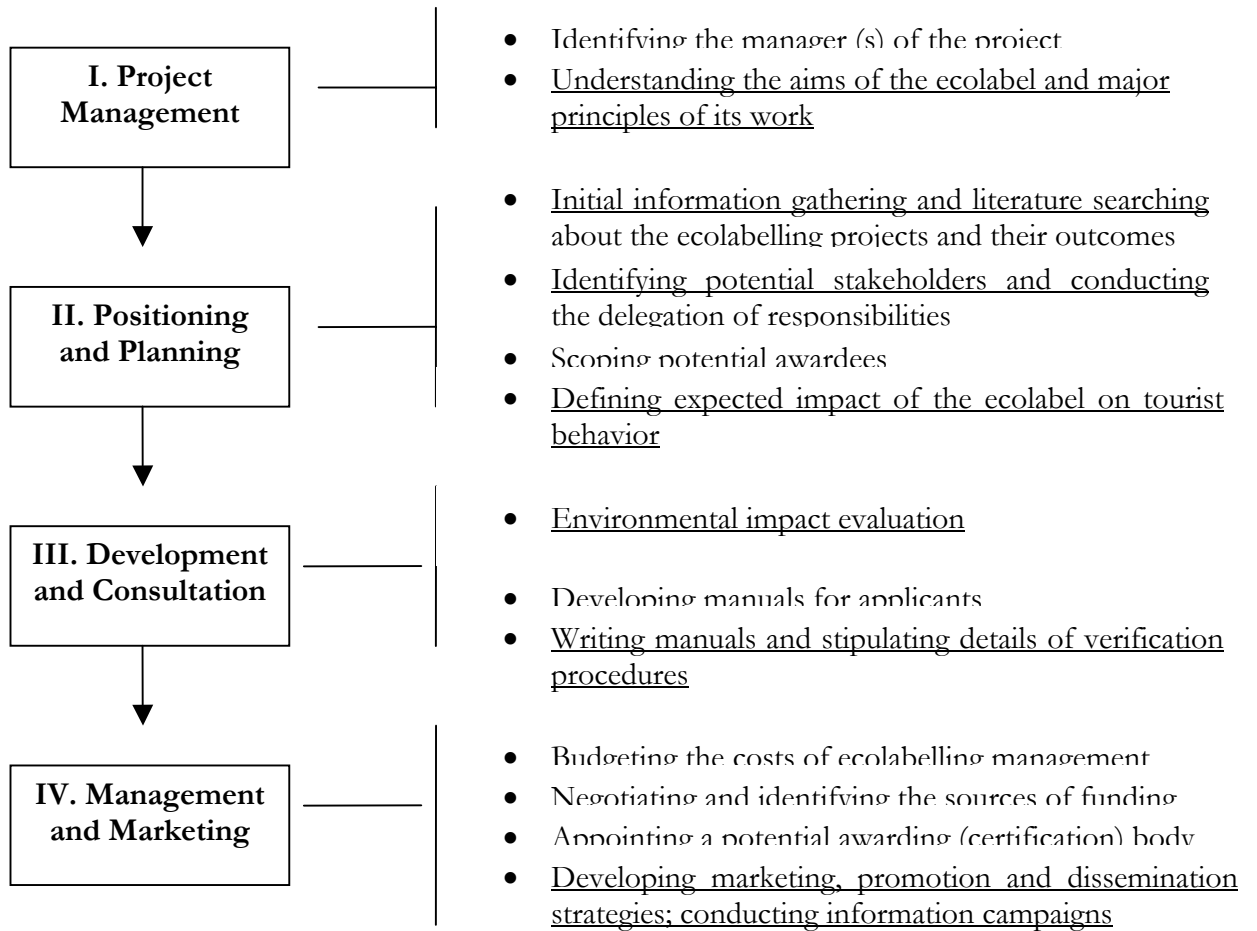 I. Project
Management
• Identifying the manager (s) of the project
• Understanding the aims of the ecolabel and major
principles of its work
II. Positioning
and Planning
• Initial information gathering and literature searching
about the ecolabelling projects and their outcomes
• Identifying potential stakeholders and conducting
the delegation of responsibilities
• Scoping potential awardees
• Defining expected impact of the ecolabel on tourist
behavior
III. Development
and Consultation
• Environmental impact evaluation
• Developing manuals for applicants
• Writing manuals and stipulating details of verification
procedures
IV. Management
and Marketing
• Budgeting the costs of ecolabelling management
• Negotiating and identifying the sources of funding
• Appointing a potential awarding (certification) body
• Developing marketing, promotion and dissemination
strategies; conducting information campaigns